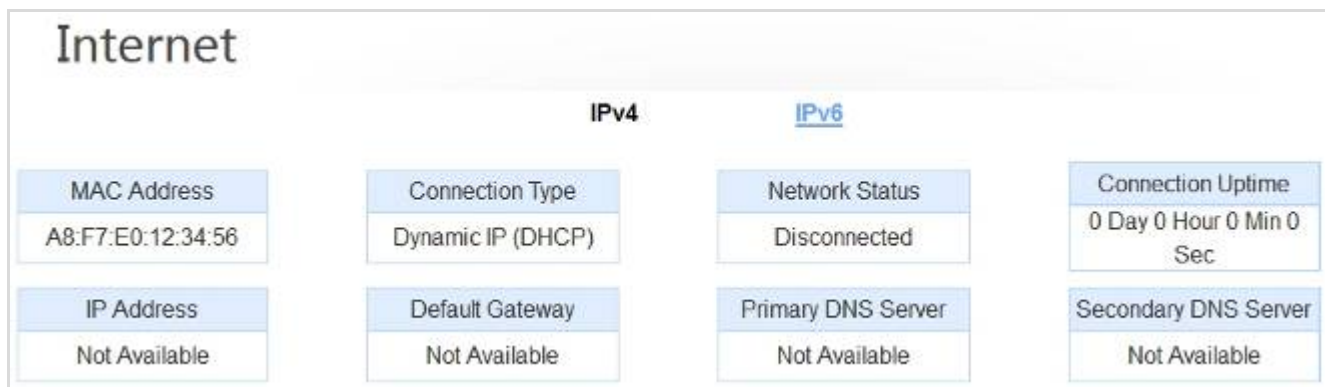 Internet
IPv4 IPv6
MAC Address Connection Type Network Status Connection Uptime
A8:F7:E0:12:34:56 Dynamic IP (DHCP) Disconnected 0 Day 0 Hour 0 Min 0
Sec
IP Address Default Gateway Primary DNS Server Secondary DNS Server
Not Available Not Available Not Available Not Available